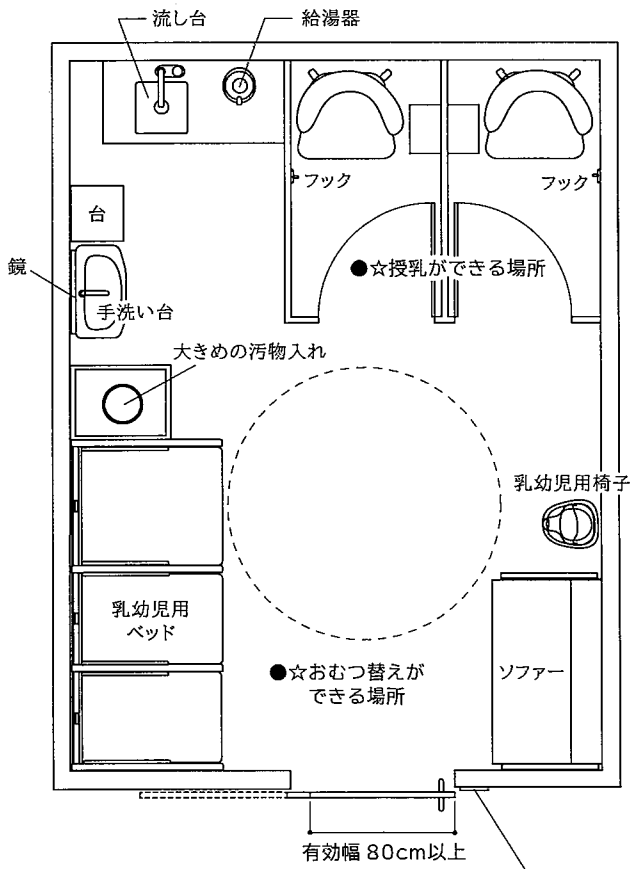 流し台
給湯器
フック
フック
台
●☆授乳ができる場所
鏡
手洗い台
大きめの汚物入れ
乳幼児用椅子
乳幼児用
ベッド
●☆おむつ替えが
できる場所
ソファー
有効幅 80cm以上